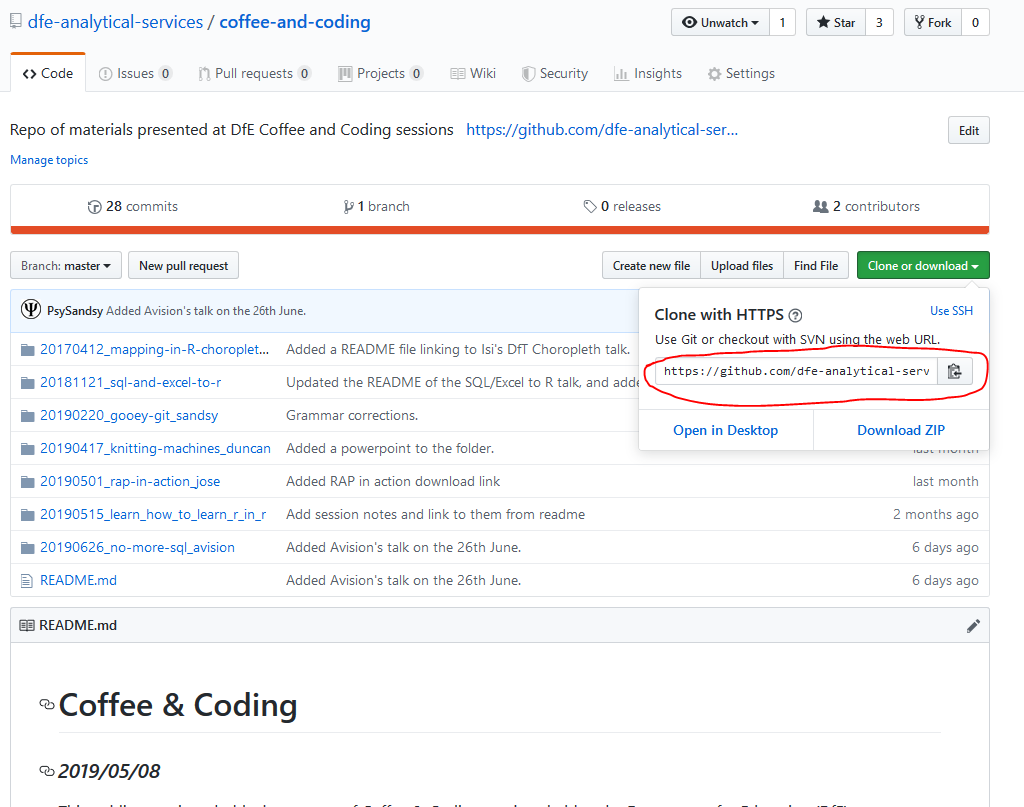 dfe-analytical-services / coffee-and-coding
Unwatch 1 Star 3 Fork 0
Code Issues 0 Pull requests 0 Projects 0 Wiki Security Insights Settings
Repo of materials presented at DfE Coffee and Coding sessions https://github.com/dfe-analytical-ser... Edit
Manage topics
28 commits 1 branch 0 releases 2 contributors
Branch: master New pull request Create new file Upload files Find File Clone or download
PsySandsy Added Avision's talk on the 26th June.
Clone with HTTPS Use SSH
Use Git or checkout with SVN using the web URL.
https://github.com/dfe-analytical-serv
Open in Desktop Download ZIP
20170412_mapping-in-R-choroplet... Added a README file linking to Isi's DfT Choropleth talk.
20181121_sql-and-excel-to-r Updated the README of the SQL/Excel to R talk, and adde
20190220_gooey-git_sandsy Grammar corrections.
20190417_knitting-machines_duncan Added a powerpoint to the folder. last month
20190501_rap-in-action_jose Added RAP in action download link last month
20190515_learn_how_to_learn_r_in_r Add session notes and link to them from readme 2 months ago
20190626_no-more-sql_avision Added Avision's talk on the 26th June. 6 days ago
README.md Added Avision's talk on the 26th June. 6 days ago
README.md
Coffee & Coding
2019/05/08